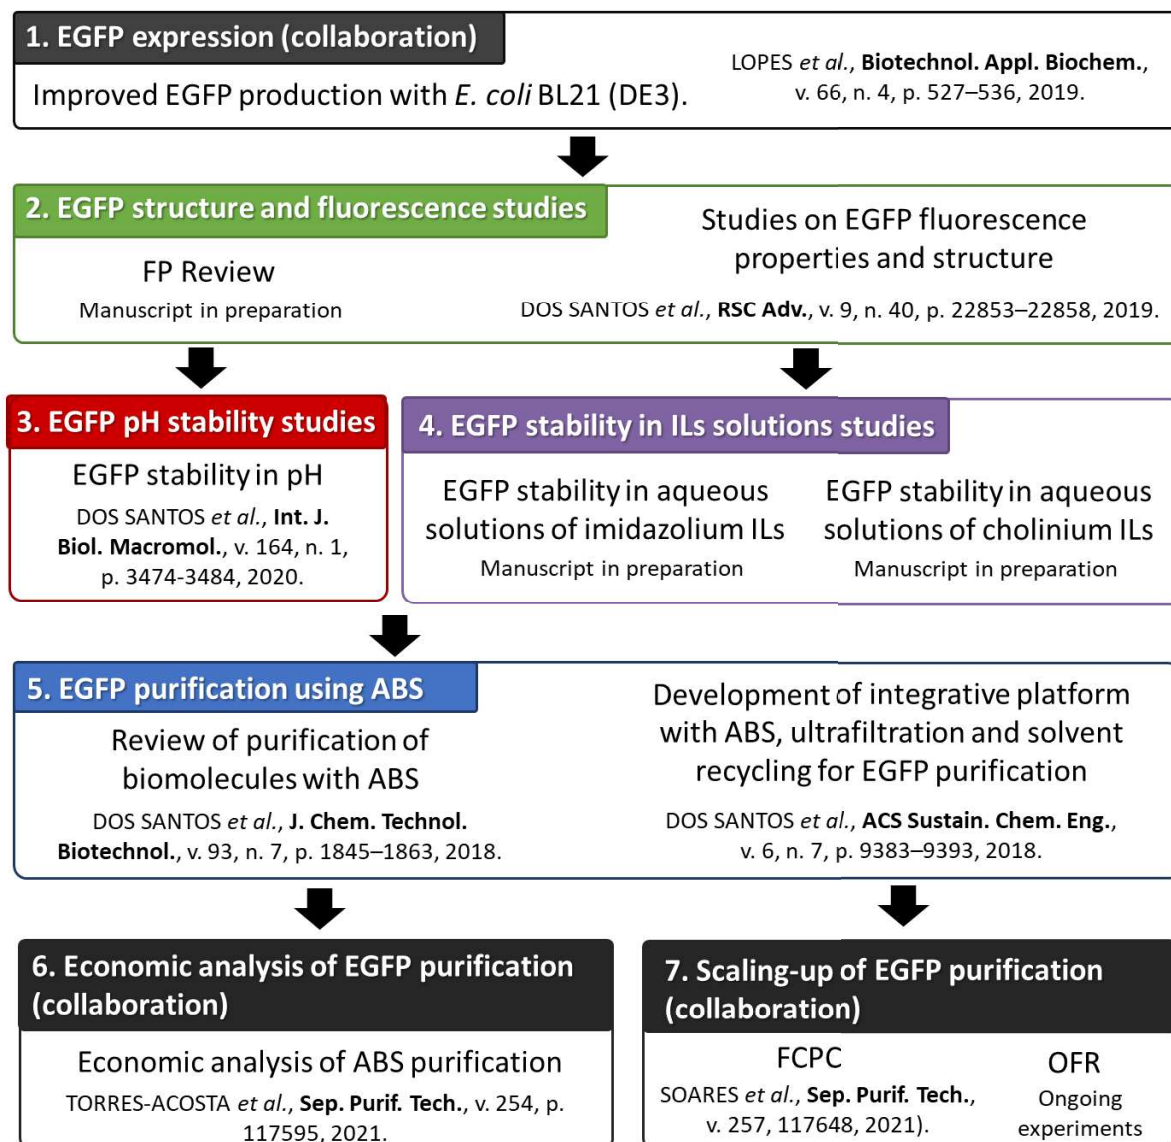 1. EGFP expression (collaboration)
Improved EGFP production with E. coli BL21 (DE3).
LOPES et al., Biotechnol. Appl. Biochem.,
v. 66, n. 4, p. 527–536, 2019.
2. EGFP structure and fluorescence studies
FP Review
Manuscript in preparation
Studies on EGFP fluorescence
properties and structure
DOS SANTOS et al., RSC Adv., v. 9, n. 40, p. 22853–22858, 2019.
3. EGFP pH stability studies
EGFP stability in pH
DOS SANTOS et al., Int. J.
Biol. Macromol., v. 164, n. 1,
p. 3474-3484, 2020.
4. EGFP stability in ILs solutions studies
EGFP stability in aqueous
solutions of imidazolium ILs
Manuscript in preparation
EGFP stability in aqueous
solutions of cholinium ILs
Manuscript in preparation
5. EGFP purification using ABS
Review of purification of
biomolecules with ABS
DOS SANTOS et al., J. Chem. Technol.
Biotechnol., v. 93, n. 7, p. 1845–1863, 2018.
Development of integrative platform
with ABS, ultrafiltration and solvent
recycling for EGFP purification
DOS SANTOS et al., ACS Sustain. Chem. Eng.,
v. 6, n. 7, p. 9383–9393, 2018.
6. Economic analysis of EGFP purification
(collaboration)
Economic analysis of ABS purification
TORRES-ACOSTA et al., Sep. Purif. Tech., v. 254, p.
117595, 2021.
7. Scaling-up of EGFP purification
(collaboration)
FCPC
SOARES et al., Sep. Purif. Tech.,
v. 257, 117648, 2021).
OFR
Ongoing
experiments